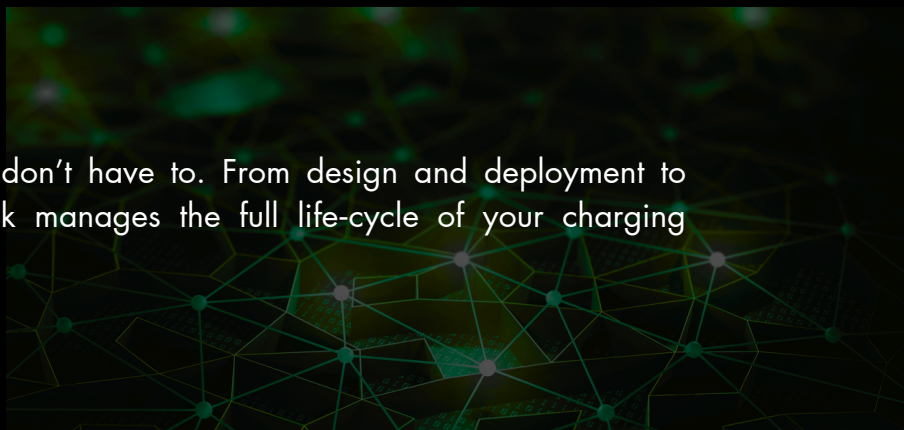 don’t have to. From design and deployment to
k manages the full life-cycle of your charging